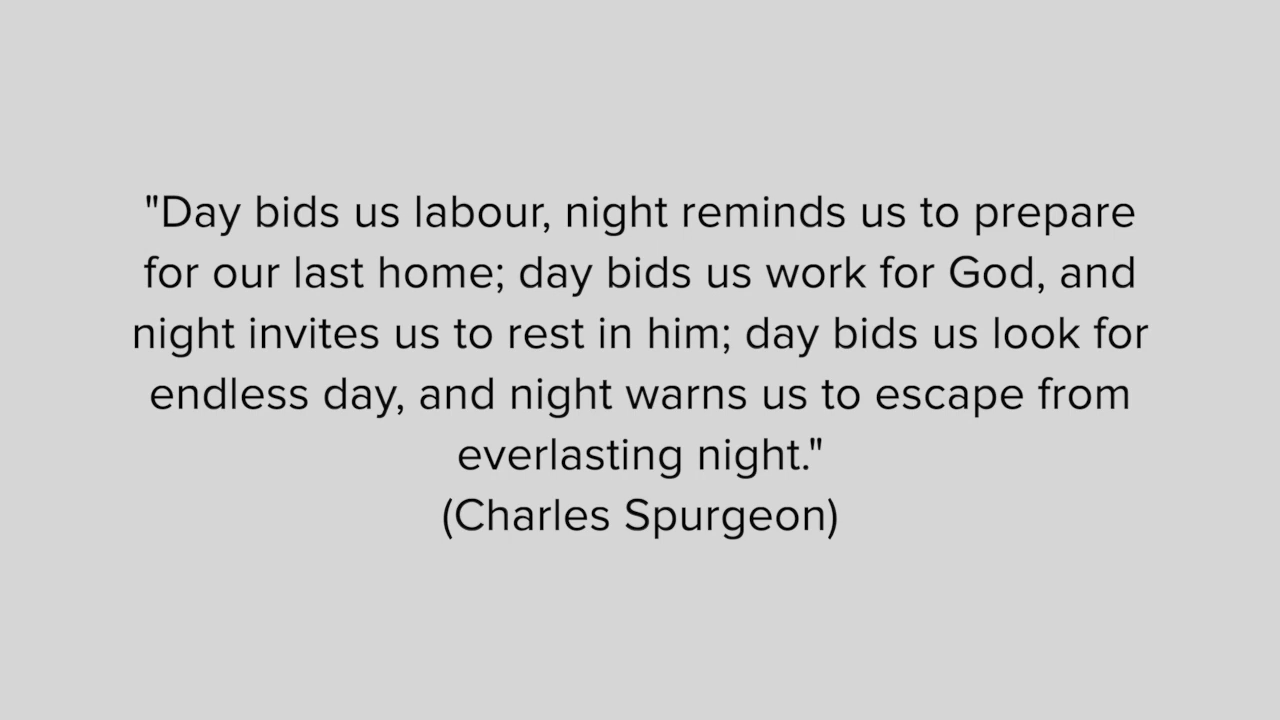 "Day bids us labour, night reminds us to prepare
for our last home; day bids us work for God, and
night invites us to rest in him; day bids us look for
endless day, and night warns us to escape from
everlasting night."
(Charles Spurgeon)